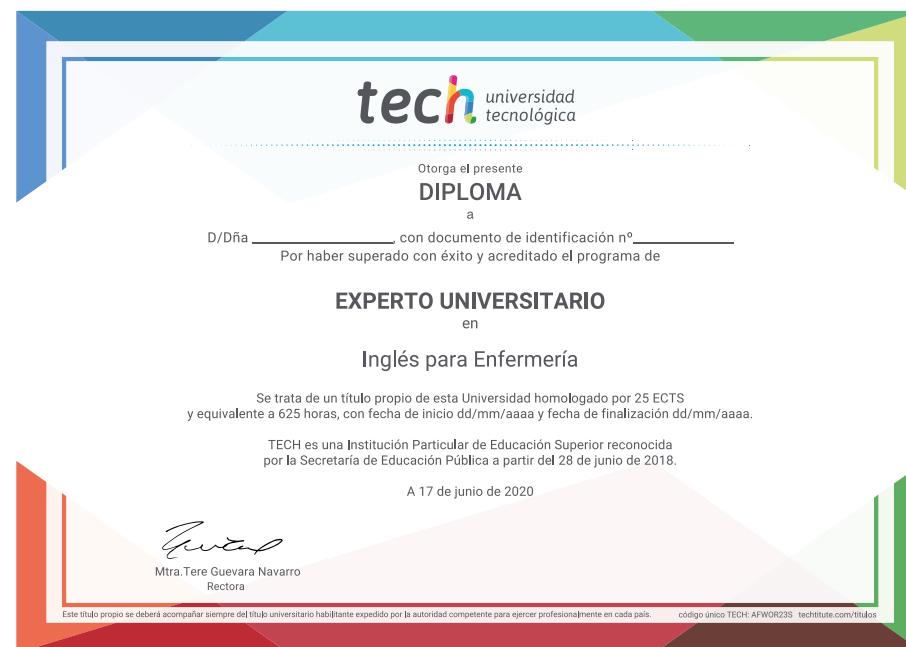 tech universidad
tecnológica
Otorga el presente
DIPLOMA
a
D/Dña ____________________, con documento de identificación nº______________
Por haber superado con éxito y acreditado el programa de
EXPERTO UNIVERSITARIO
en
Inglés para Enfermería
Se trata de un título propio de esta Universidad homologado por 25 ECTS
y equivalente a 625 horas, con fecha de inicio dd/mm/aaaa y fecha de finalización dd/mm/aaaa.
TECH es una Institución Particular de Educación Superior reconocida
por la Secretaría de Educación Pública a partir del 28 de junio de 2018.
A 17 de junio de 2020
Mtra.Tere Guevara Navarro
Rectora
Este título propio se deberá acompañar siempre del título universitario habilitante expedido por la autoridad competente para ejercer profesionalmente en cada país. código único TECH: AFWOR23S techtitute.com/titulos